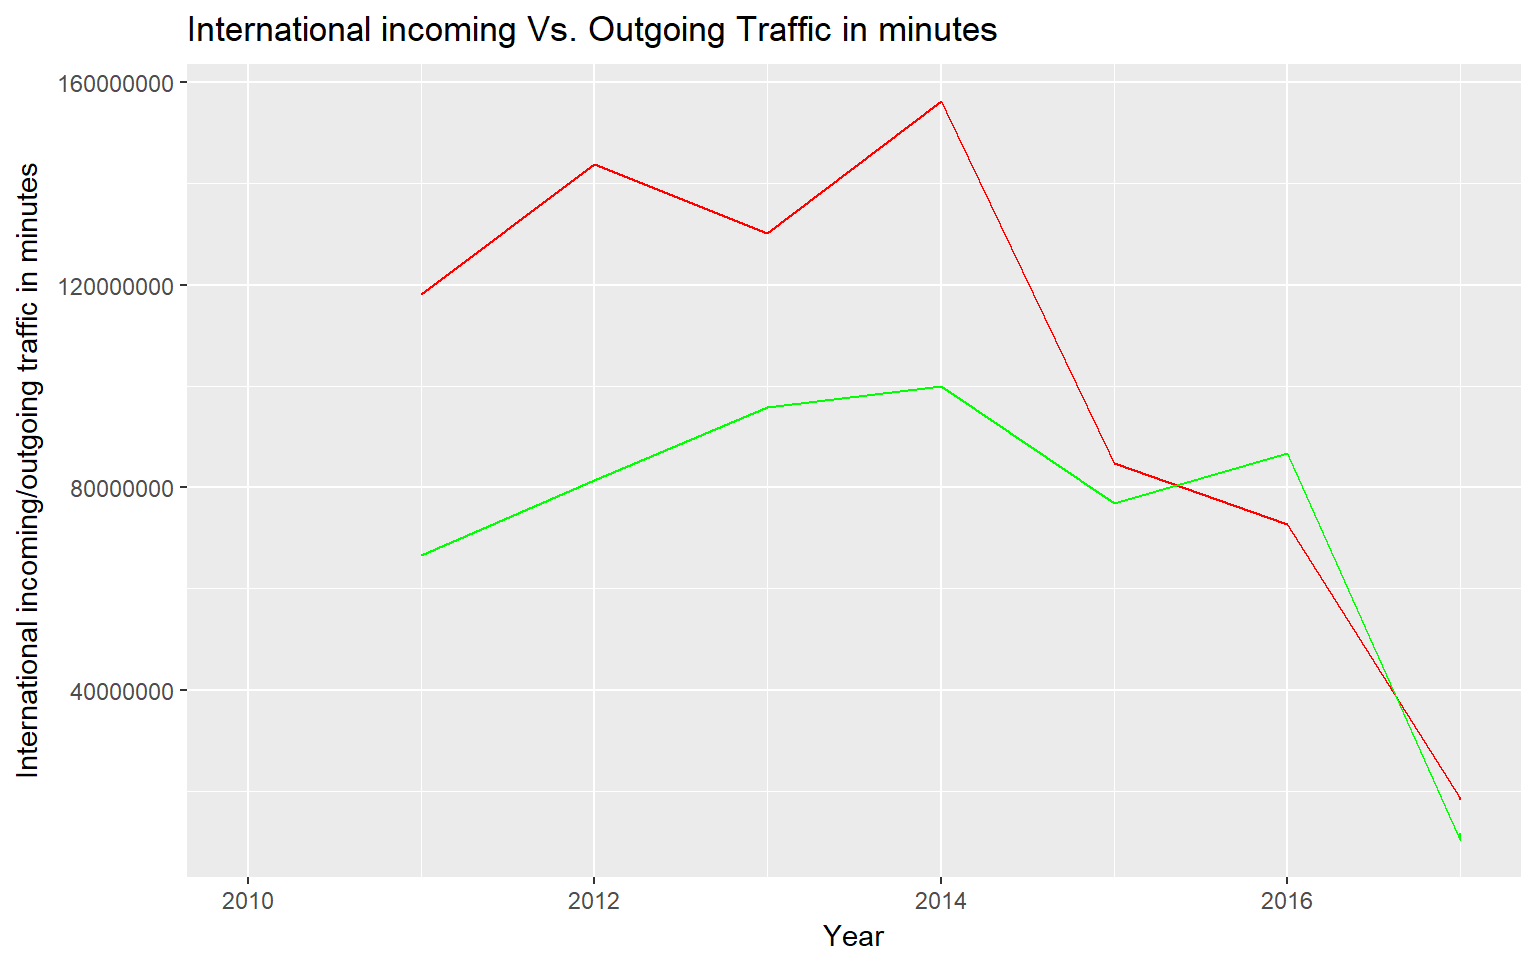 International incoming Vs. Outgoing Traffic in minutes
International incoming/outgoing traffic in minutes
160000000
120000000
80000000
40000000
2010
2012
2014
2016
Year